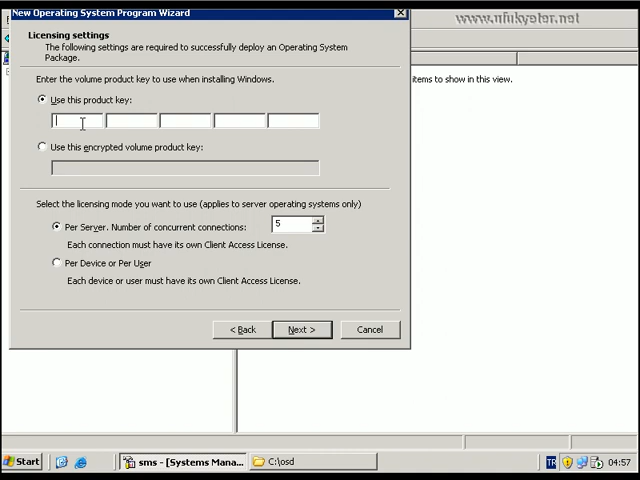 New Operating System Program Wizard
www.ufukyeter.net
Licensing settings
The following settings are required to successfully deploy an Operating System
Package.
Enter the volume product key to use when installing Windows.
items to show in this view.
Use this product key:
Use this encrypted volume product key:
Select the licensing mode you want to use (applies to server operating systems only)
Per Server. Number of concurrent connections:
5
Each connection must have its own Client Access License.
Per Device or Per User
Each device or user must have its own Client Access License.
< Back
Next >
Cancel
Start
sms - [Systems Mana...
C:\osd
TR
04:57